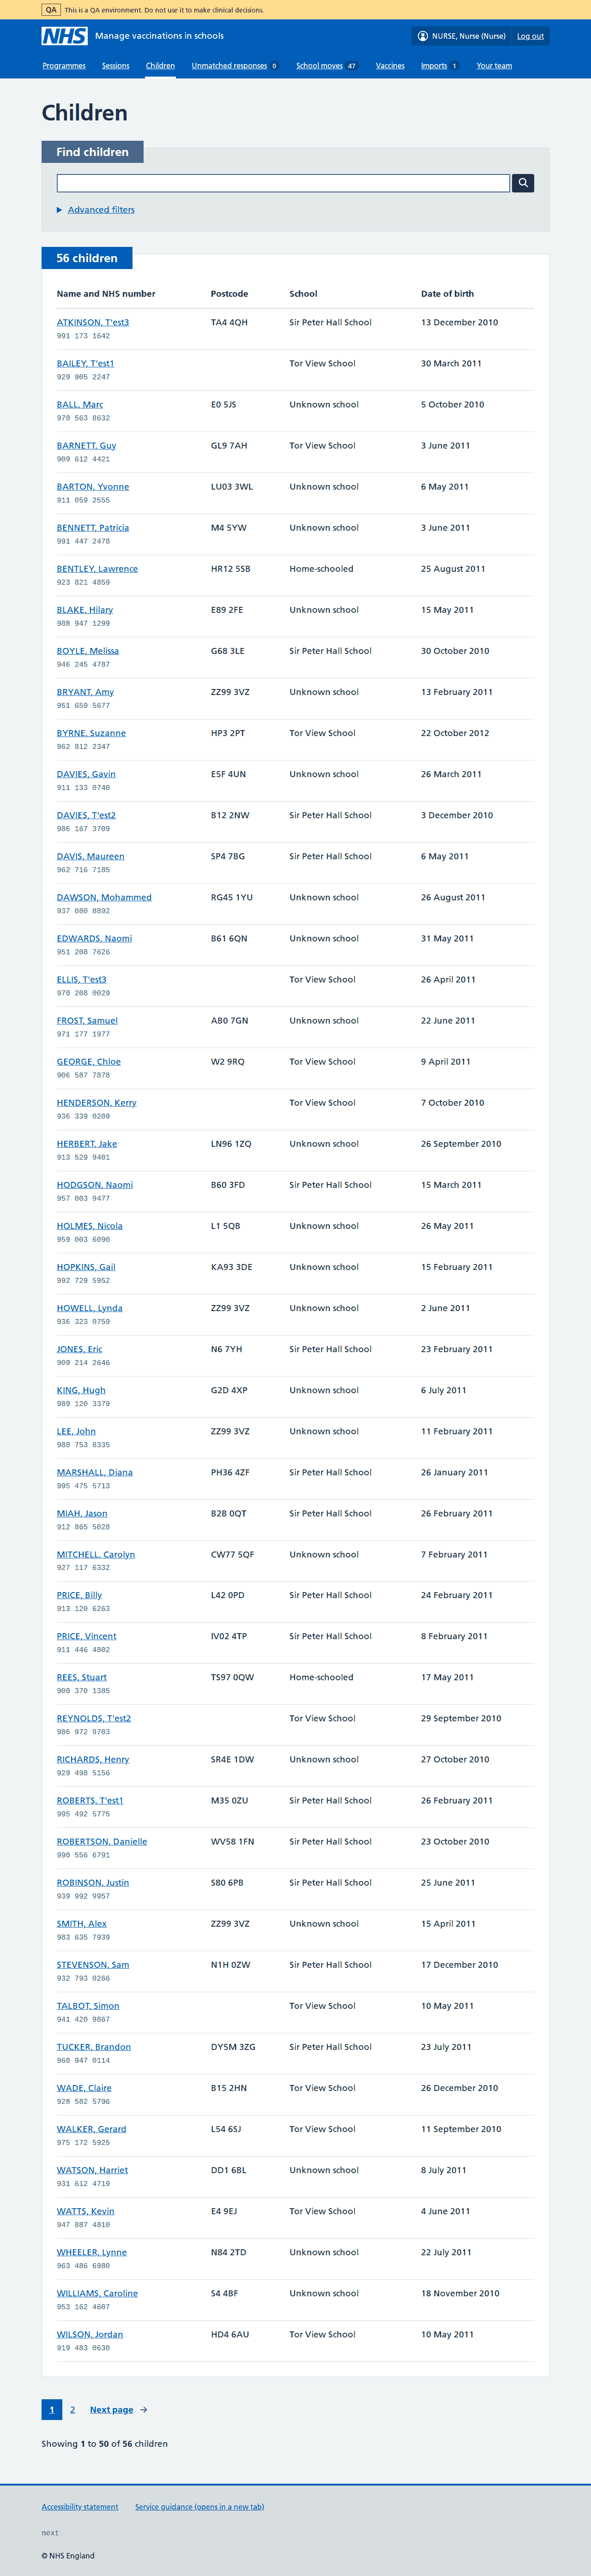 QA This is a QA environment. Do not use it to make clinical decisions.
NHS Manage vaccinations in schools NURSE, Nurse (Nurse) Log out
Programmes Sessions Children Unmatched responses 0 School moves 47 Vaccines Imports 1 Your team
Children
Find children
Advanced filters
56 children
Name and NHS number Postcode School Date of birth
ATKINSON, T'est3 TA4 4QH Sir Peter Hall School 13 December 2010
991 173 1642
BAILEY, T'est1 Tor View School 30 March 2011
929 905 2247
BALL, Marc E0 5JS Unknown school 5 October 2010
970 563 8632
BARNETT, Guy GL9 7AH Tor View School 3 June 2011
909 612 4421
BARTON, Yvonne LU03 3WL Unknown school 6 May 2011
911 059 2555
BENNETT, Patricia M4 5YW Unknown school 3 June 2011
991 447 2478
BENTLEY, Lawrence HR12 5SB Home-schooled 25 August 2011
923 821 4859
BLAKE, Hilary E89 2FE Unknown school 15 May 2011
988 947 1299
BOYLE, Melissa G68 3LE Sir Peter Hall School 30 October 2010
946 245 4787
BRYANT, Amy ZZ99 3VZ Unknown school 13 February 2011
951 659 5677
BYRNE, Suzanne HP3 2PT Tor View School 22 October 2012
962 812 2347
DAVIES, Gavin E5F 4UN Unknown school 26 March 2011
911 133 0740
DAVIES, T'est2 B12 2NW Sir Peter Hall School 3 December 2010
986 167 3709
DAVIS, Maureen SP4 7BG Sir Peter Hall School 6 May 2011
962 716 7185
DAWSON, Mohammed RG45 1YU Unknown school 26 August 2011
937 080 8892
EDWARDS, Naomi B61 6QN Unknown school 31 May 2011
951 208 7626
ELLIS, T'est3 Tor View School 26 April 2011
970 208 0029
FROST, Samuel AB0 7GN Unknown school 22 June 2011
971 177 1977
GEORGE, Chloe W2 9RQ Tor View School 9 April 2011
906 587 7878
HENDERSON, Kerry Tor View School 7 October 2010
936 339 0209
HERBERT, Jake LN96 1ZQ Unknown school 26 September 2010
913 529 9401
HODGSON, Naomi B60 3FD Sir Peter Hall School 15 March 2011
957 003 9477
HOLMES, Nicola L1 5QB Unknown school 26 May 2011
959 003 6090
HOPKINS, Gail KA93 3DE Unknown school 15 February 2011
992 729 5952
HOWELL, Lynda ZZ99 3VZ Unknown school 2 June 2011
936 323 0759
JONES, Eric N6 7YH Sir Peter Hall School 23 February 2011
909 214 2646
KING, Hugh G2D 4XP Unknown school 6 July 2011
989 120 3379
LEE, John ZZ99 3VZ Unknown school 11 February 2011
980 753 8335
MARSHALL, Diana PH36 4ZF Sir Peter Hall School 26 January 2011
995 475 5713
MIAH, Jason B2B 0QT Sir Peter Hall School 26 February 2011
912 865 5028
MITCHELL, Carolyn CW77 5QF Unknown school 7 February 2011
927 117 6332
PRICE, Billy L42 0PD Sir Peter Hall School 24 February 2011
913 120 6263
PRICE, Vincent IV02 4TP Sir Peter Hall School 8 February 2011
911 446 4802
REES, Stuart TS97 0QW Home-schooled 17 May 2011
900 370 1385
REYNOLDS, T'est2 Tor View School 29 September 2010
986 972 9703
RICHARDS, Henry SR4E 1DW Unknown school 27 October 2010
929 498 5156
ROBERTS, T'est1 M35 0ZU Sir Peter Hall School 26 February 2011
995 492 5775
ROBERTSON, Danielle WV58 1FN Sir Peter Hall School 23 October 2010
990 556 6791
ROBINSON, Justin S80 6PB Sir Peter Hall School 25 June 2011
939 992 9957
SMITH, Alex ZZ99 3VZ Unknown school 15 April 2011
983 635 7939
STEVENSON, Sam N1H 0ZW Sir Peter Hall School 17 December 2010
932 793 0266
TALBOT, Simon Tor View School 10 May 2011
941 420 9867
TUCKER, Brandon DY5M 3ZG Sir Peter Hall School 23 July 2011
960 947 0114
WADE, Claire B15 2HN Tor View School 26 December 2010
928 582 5796
WALKER, Gerard L54 6SJ Tor View School 11 September 2010
975 172 5925
WATSON, Harriet DD1 6BL Unknown school 8 July 2011
931 612 4719
WATTS, Kevin E4 9EJ Tor View School 4 June 2011
947 887 4810
WHEELER, Lynne N84 2TD Unknown school 22 July 2011
963 486 6980
WILLIAMS, Caroline S4 4BF Unknown school 18 November 2010
953 162 4607
WILSON, Jordan HD4 6AU Tor View School 10 May 2011
919 483 0630
1 2 Next page
Showing 1 to 50 of 56 children
Accessibility statement Service guidance (opens in a new tab)
next
© NHS England